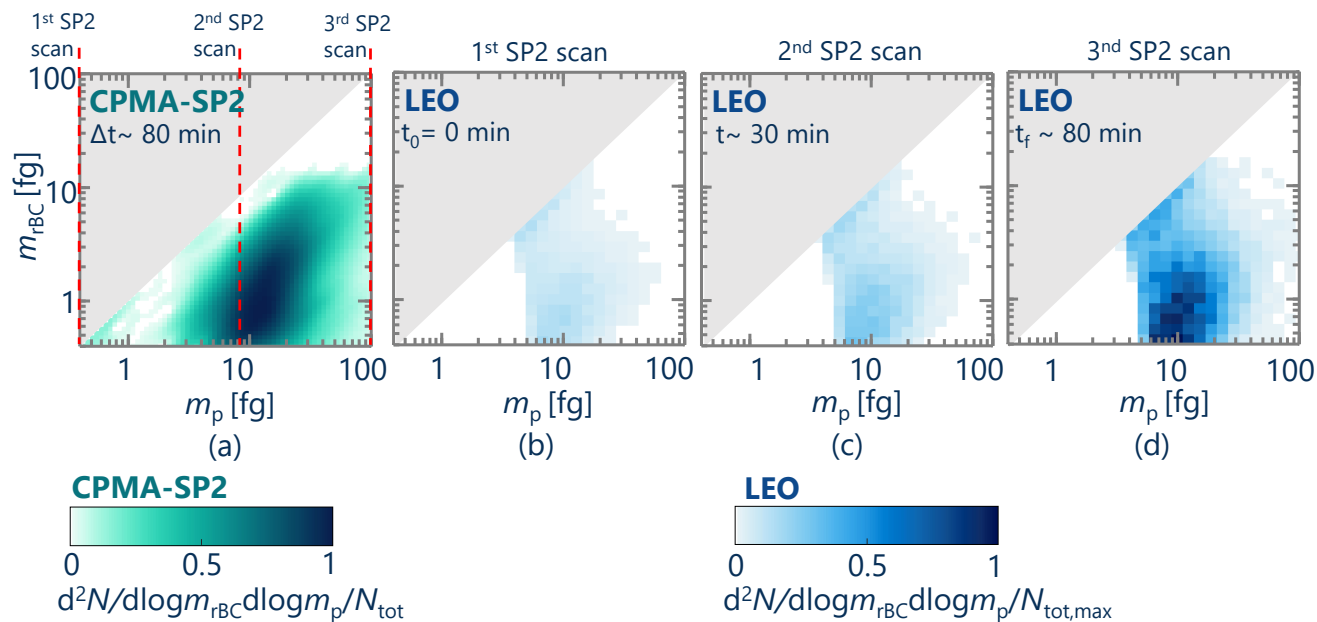 1st SP2 scan
2nd SP2 scan
3rd SP2 scan
1st SP2 scan
2nd SP2 scan
3nd SP2 scan
100
10
1
mrBC [fg]
CPMA-SP2
Δt~ 80 min
LEO
t0= 0 min
LEO
t~ 30 min
LEO
tf ~ 80 min
1 10 100
1 10 100
1 10 100
1 10 100
mp [fg]
mp [fg]
mp [fg]
mp [fg]
(a)
(b)
(c)
(d)
CPMA-SP2
0 0.5 1
d²N/dlogmrBCdlogmp/Ntot
LEO
0 0.5 1
d²N/dlogmrBCdlogmp/Ntot,max